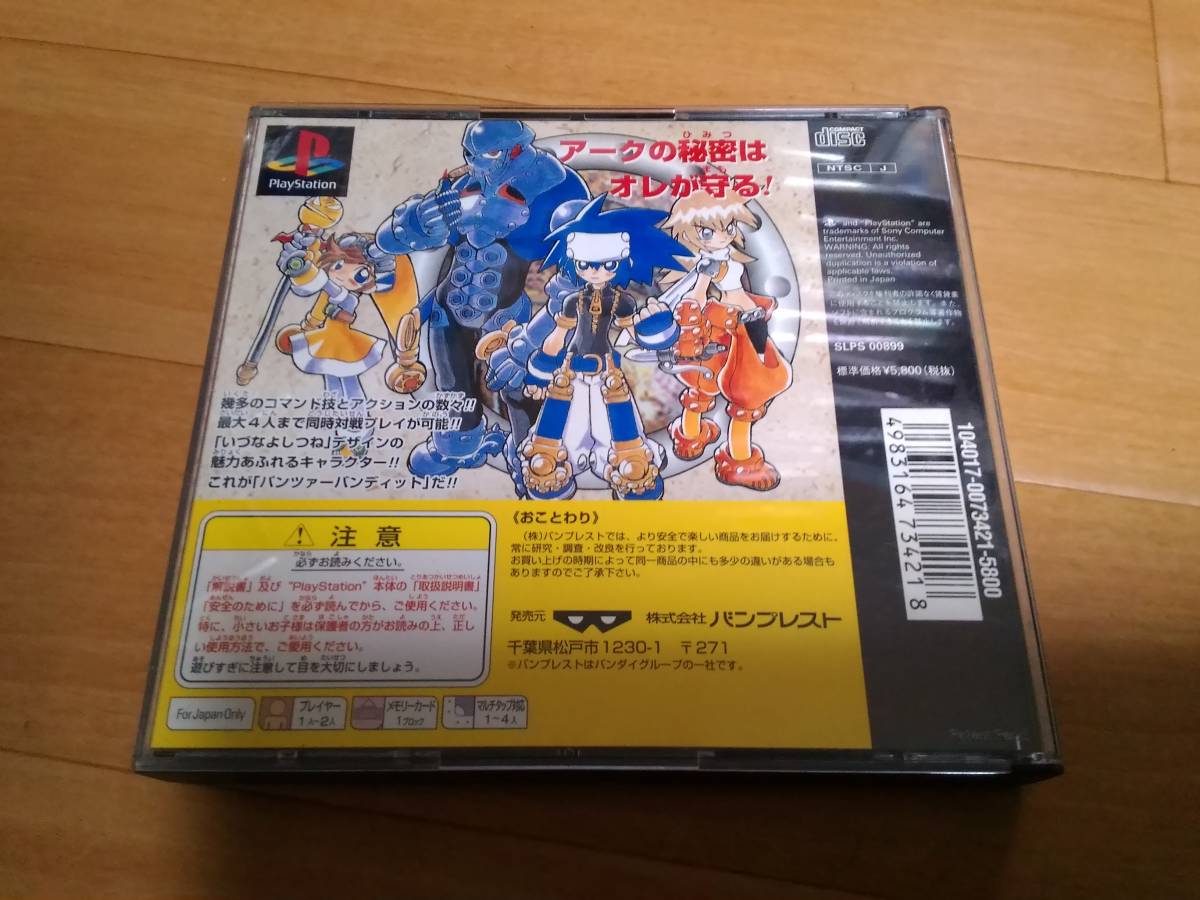 PlayStation
アークの秘密は
オレが守る!
幾多のコマンド技とアクションの数々!!
最大4人まで同時対戦プレイが可能!!
「いづなよしつね」デザインの
魅力あふれるキャラクター!!
これが「パンツァーバンディット」だ!!
注意
必ずお読みください。
「解説書」及び“PlayStation”本体の「取扱説明書」
「安全のために」を必ず読んでから、ご使用ください。
特に、小さいお子様は保護者の方がお読みの上、正し
い使用方法で、ご愛用ください。
遊びすぎに注意して目を大切にしましょう。
For Japan Only
プレイヤー
1人~2人
メモリーカード
1ブロック
マルチタップ対応
1~4人
《おことわり》
(株)バンプレストでは、より安全で楽しい商品をお届けするために、
常に研究・調査・改良を行っております。
お買い上げの時期によって同一商品の中にも多少の違いがある場合も
ありますのでご了承下さい。
発売元 株式会社 バンプレスト
千葉県松戸市1230-1 〒271
※バンプレストはバンダイグループの一社です。
COMPACT
disc
NTSC J
and "PlayStation" are
trademarks of Sony Computer
Entertainment Inc.
WARNING: All rights
reserved. Unauthorized
duplication is a violation of
applicable laws.
Printed in Japan
SLPS 00899
標準価格¥5,800(税抜)
104017-0073421-5800
4983164 734218